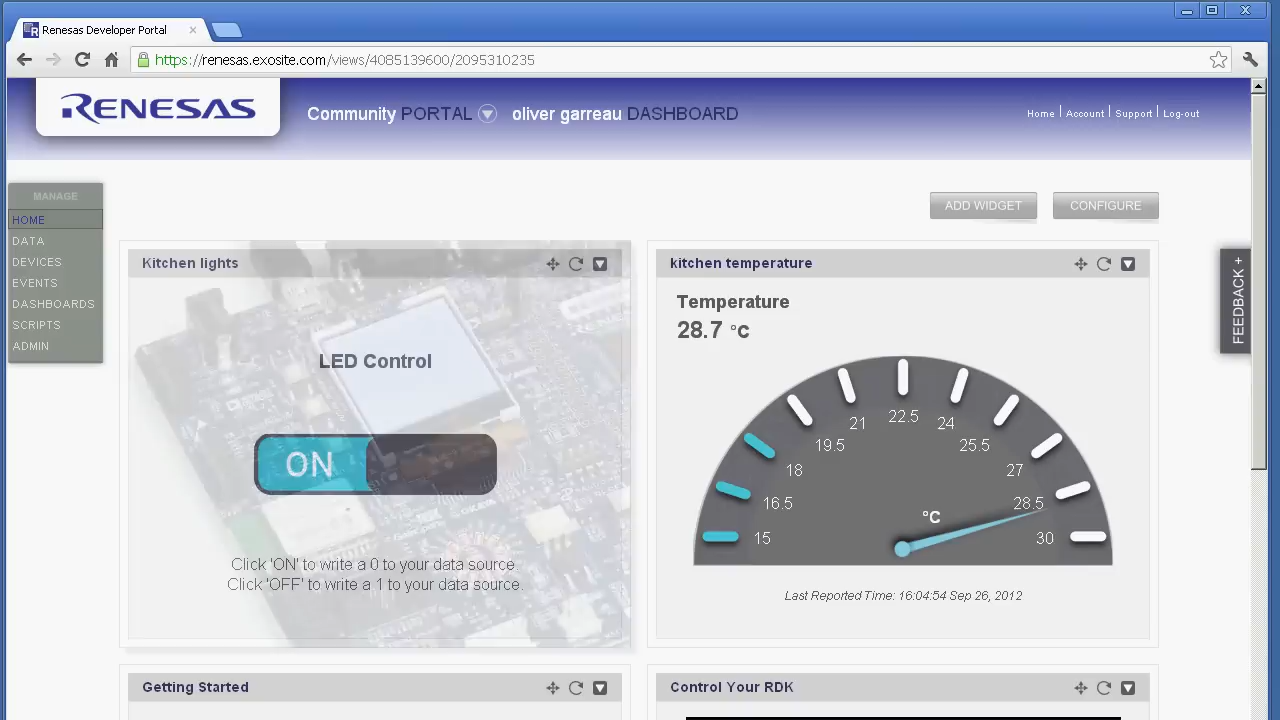 Renesas Developer Portal
https://renesas.exosite.com/views/4085139600/2095310235
RENESAS
Community PORTAL oliver garreau DASHBOARD
Home | Account | Support | Log-out
MANAGE
HOME
DATA
DEVICES
EVENTS
DASHBOARDS
SCRIPTS
ADMIN
ADD WIDGET
CONFIGURE
FEEDBACK +
Kitchen lights
LED Control
ON
Click 'ON' to write a 0 to your data source
Click 'OFF' to write a 1 to your data source.
kitchen temperature
Temperature
28.7 °C
15
16.5
18
19.5
21
22.5
24
25.5
27
28.5
30
°C
Last Reported Time: 16:04:54 Sep 26, 2012
Getting Started
Control Your RDK